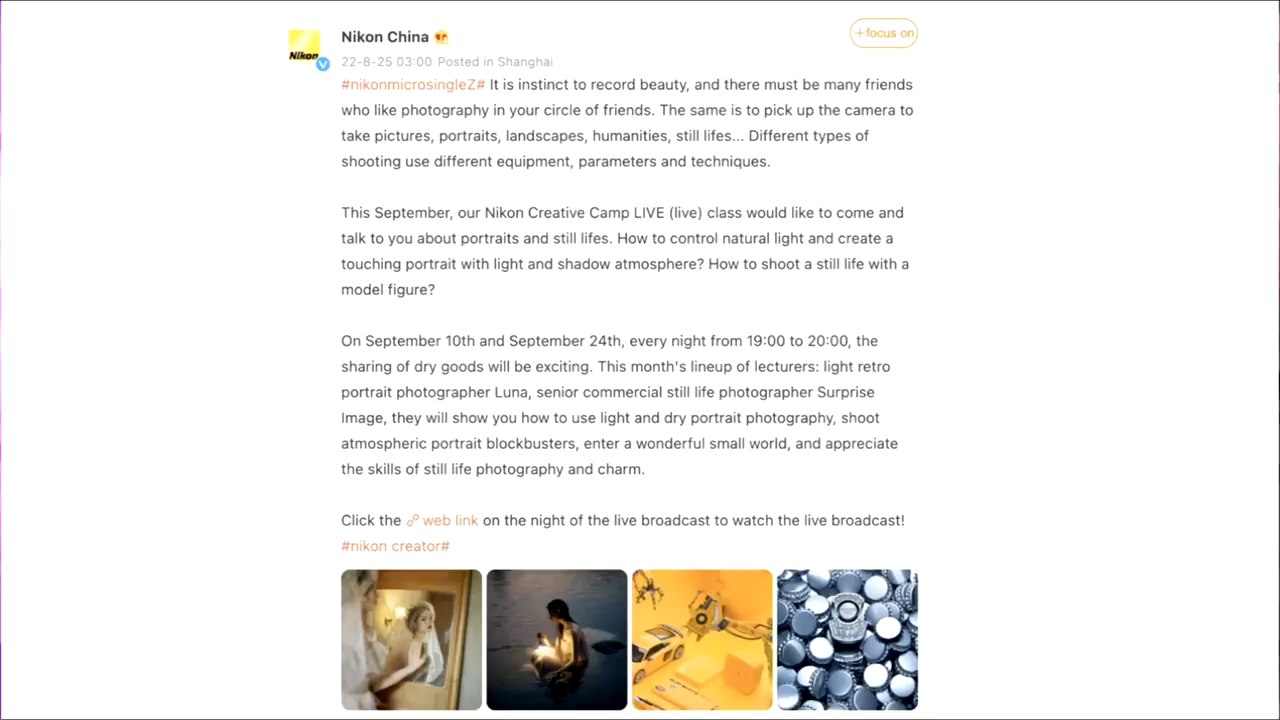 Nikon China
+focus on
Nikon
22-8-25 03:00 Posted in Shanghai
#nikonmicrosingleZ# It is instinct to record beauty, and there must be many friends
who like photography in your circle of friends. The same is to pick up the camera to
take pictures, portraits, landscapes, humanities, still lifes... Different types of
shooting use different equipment, parameters and techniques.
This September, our Nikon Creative Camp LIVE (live) class would like to come and
talk to you about portraits and still lifes. How to control natural light and create a
touching portrait with light and shadow atmosphere? How to shoot a still life with a
model figure?
On September 10th and September 24th, every night from 19:00 to 20:00, the
sharing of dry goods will be exciting. This month's lineup of lecturers: light retro
portrait photographer Luna, senior commercial still life photographer Surprise
Image, they will show you how to use light and dry portrait photography, shoot
atmospheric portrait blockbusters, enter a wonderful small world, and appreciate
the skills of still life photography and charm.
Click the web link on the night of the live broadcast to watch the live broadcast!
#nikon creator#